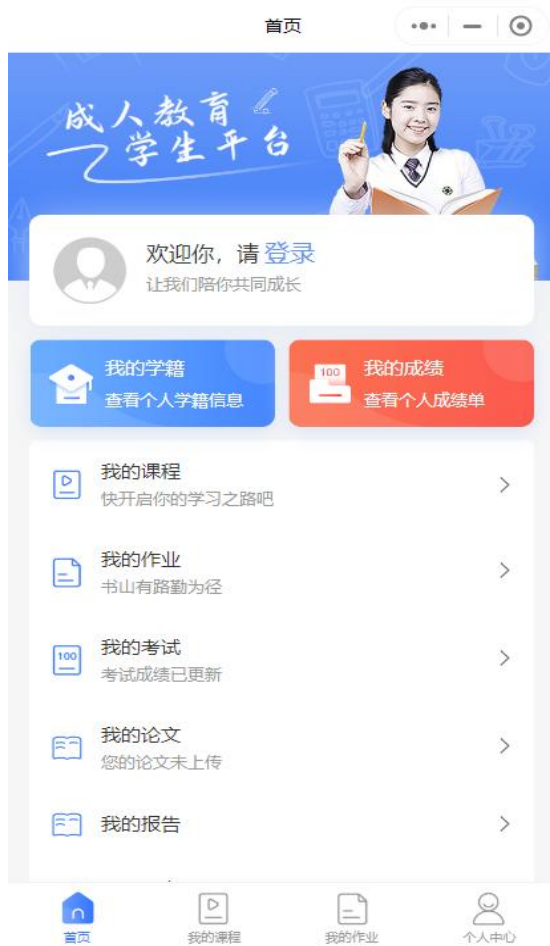 首页
成人教育
学生平台
欢迎你，请 登录
让我们陪你共同成长
我的学籍
查看个人学籍信息
100
我的成绩
查看个人成绩单
我的课程
快开启你的学习之路吧
我的作业
书山有路勤为径
100
我的考试
考试成绩已更新
我的论文
您的论文未上传
我的报告
首页
我的课程
我的作业
个人中心